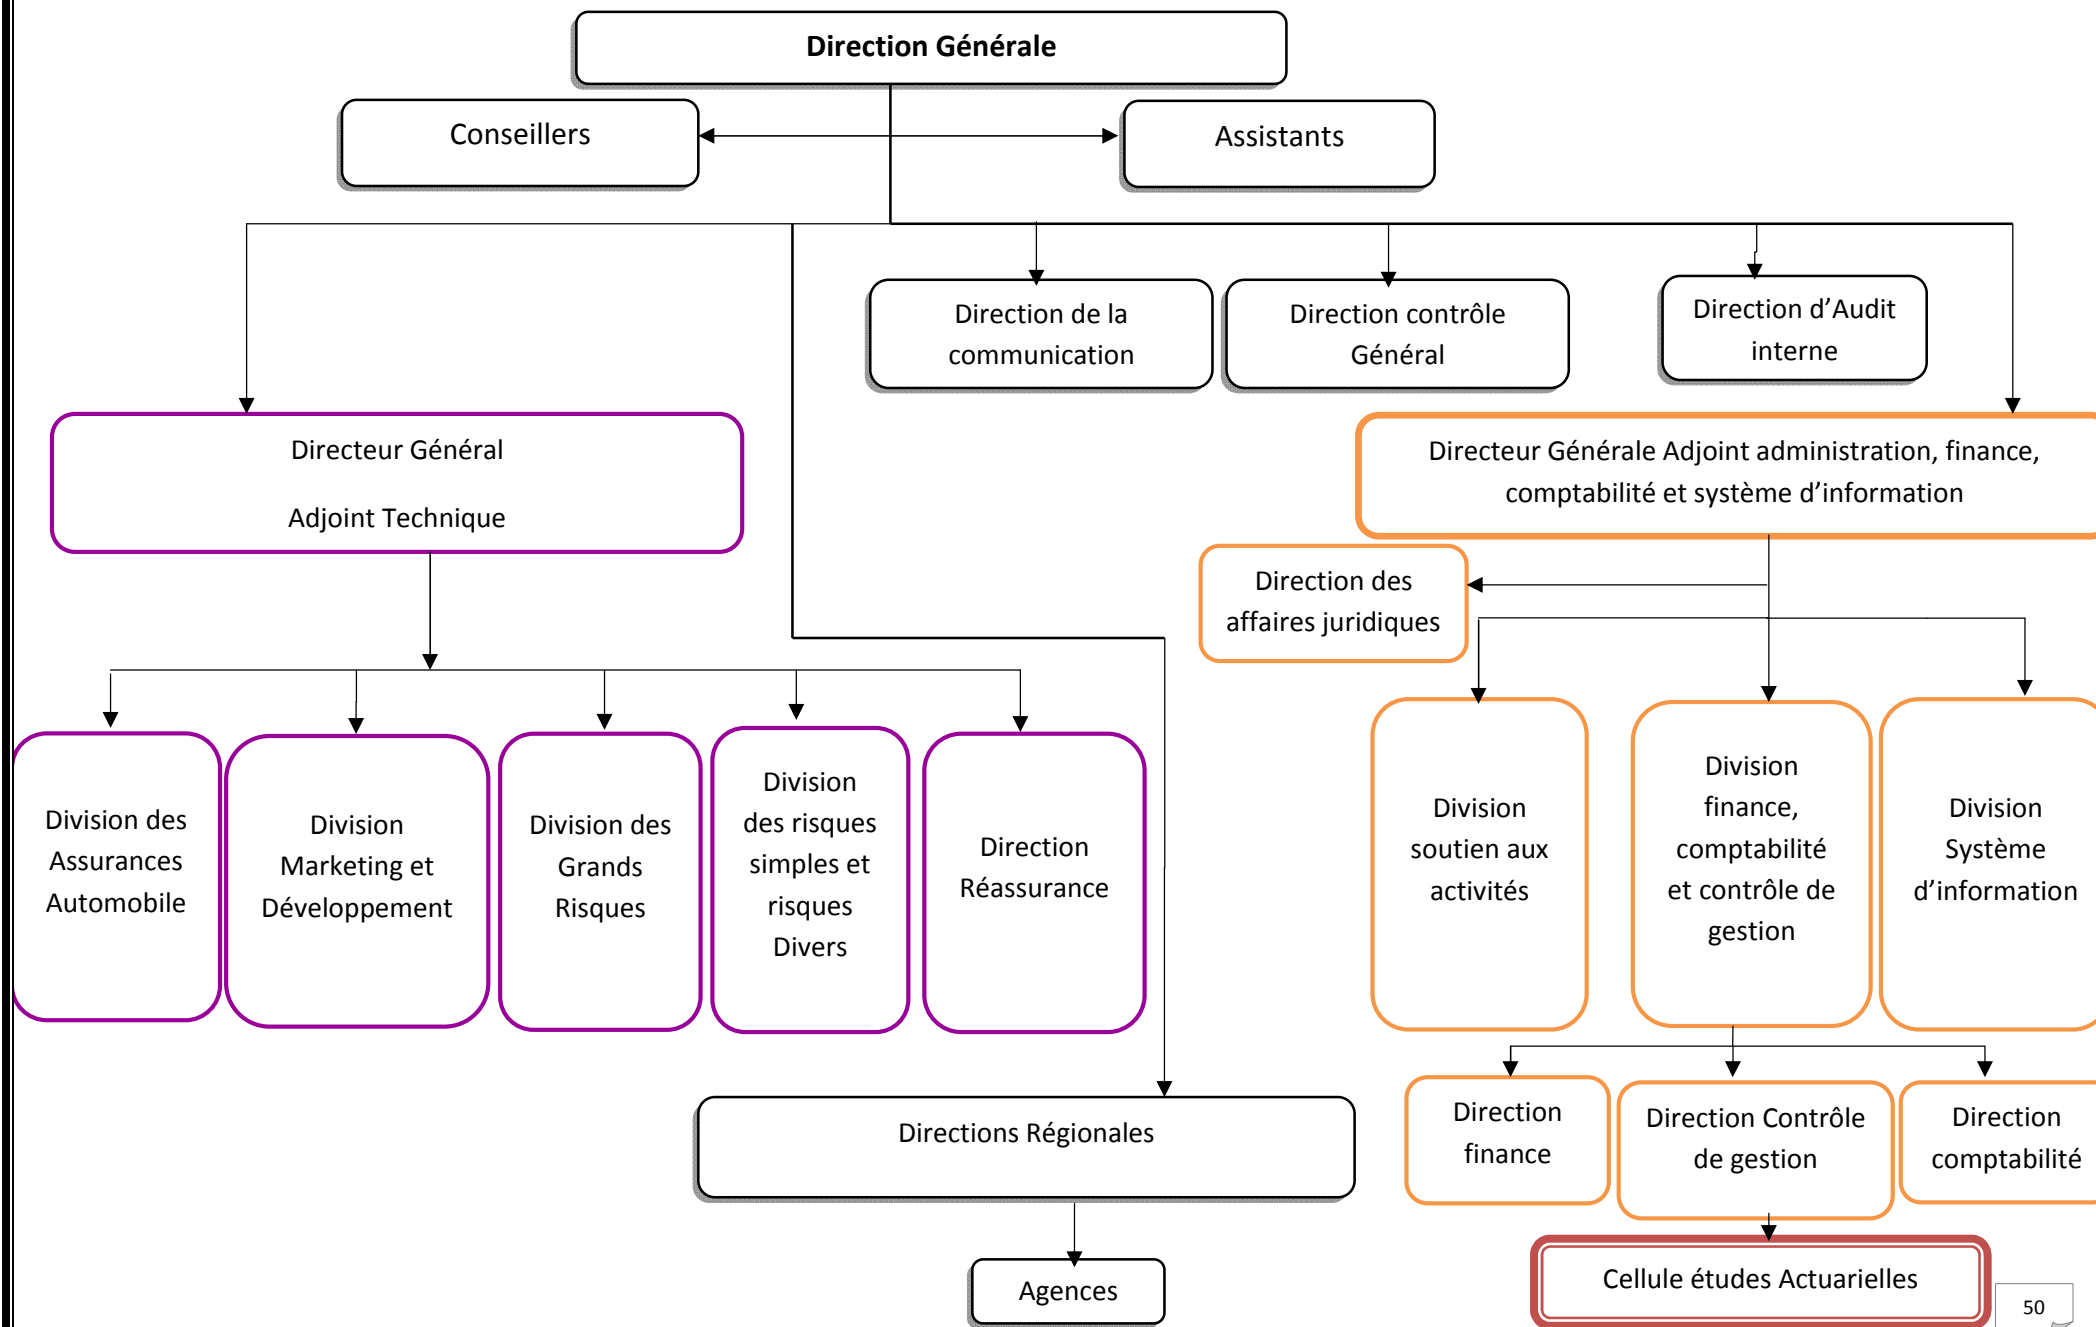 Direction Générale
Conseillers
Assistants
Direction de la
communication
Direction contrôle
Général
Direction d’Audit
interne
Directeur Général
Adjoint Technique
Directeur Générale Adjoint administration, finance,
comptabilité et système d’information
Direction des
affaires juridiques
Division des
Assurances
Automobile
Division
Marketing et
Développement
Division des
Grands
Risques
Division
des risques
simples et
risques
Divers
Direction
Réassurance
Division
soutien aux
activités
Division
finance,
comptabilité
et contrôle de
gestion
Division
Système
d’information
Directions Régionales
Direction
finance
Direction Contrôle
de gestion
Direction
comptabilité
Agences
Cellule études Actuarielles
50